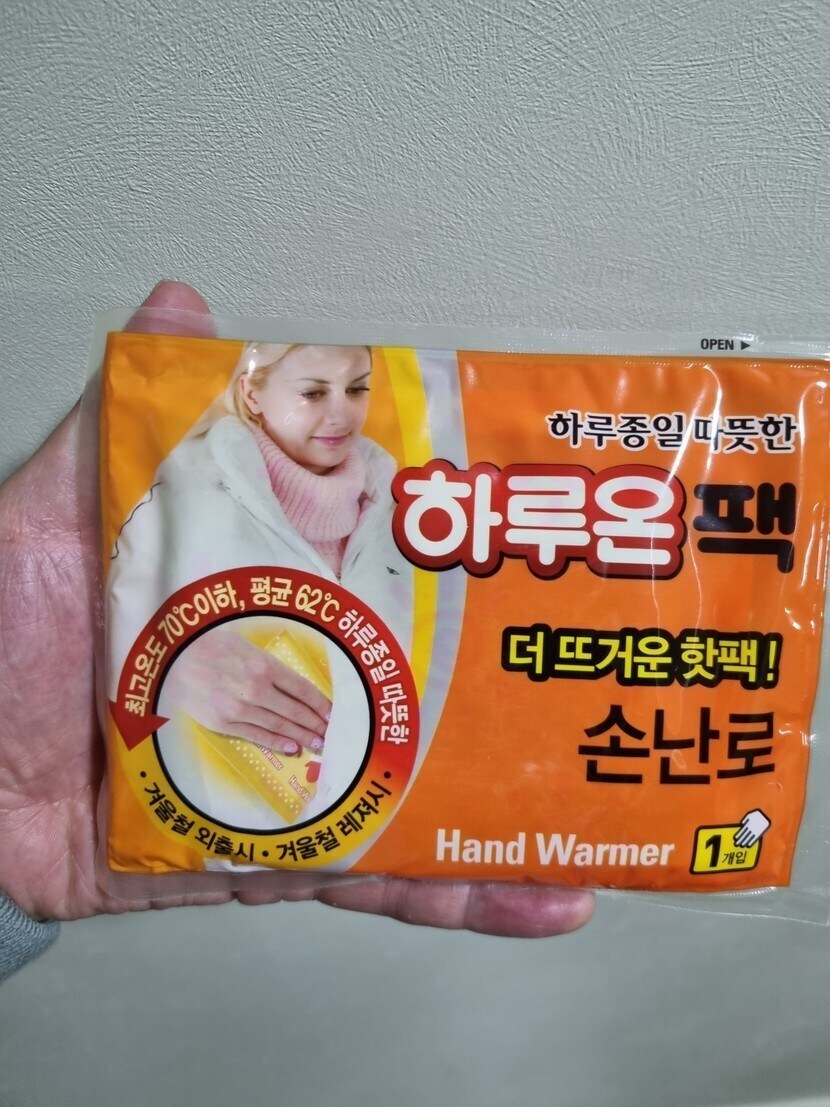 OPEN ▶
하루종일 따뜻한
하루온팩
더 뜨거운 핫팩!
손난로
Hand Warmer
1개입
최고온도 70℃이하, 평균 62℃ 하루종일 따뜻한
• 겨울철 외출시 • 겨울철 레져시 •